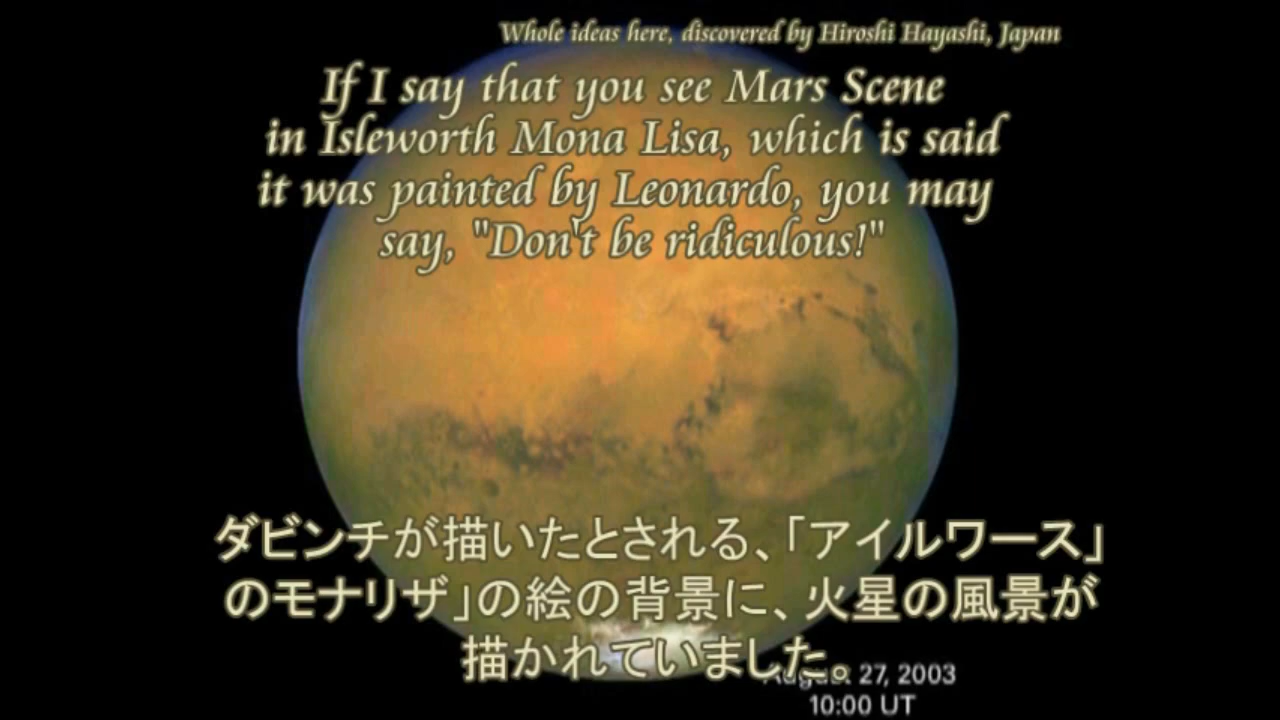 Whole ideas here, discovered by Hiroshi Hayashi, Japan
If I say that you see Mars Scene
in Isleworth Mona Lisa, which is said
it was painted by Leonardo, you may
say, "Don't be ridiculous!"
ダビンチが描いたとされる、「アイルワース」
のモナリザ」の絵の背景に、火星の風景が
描かれていました。
August 27, 2003
10:00 UT